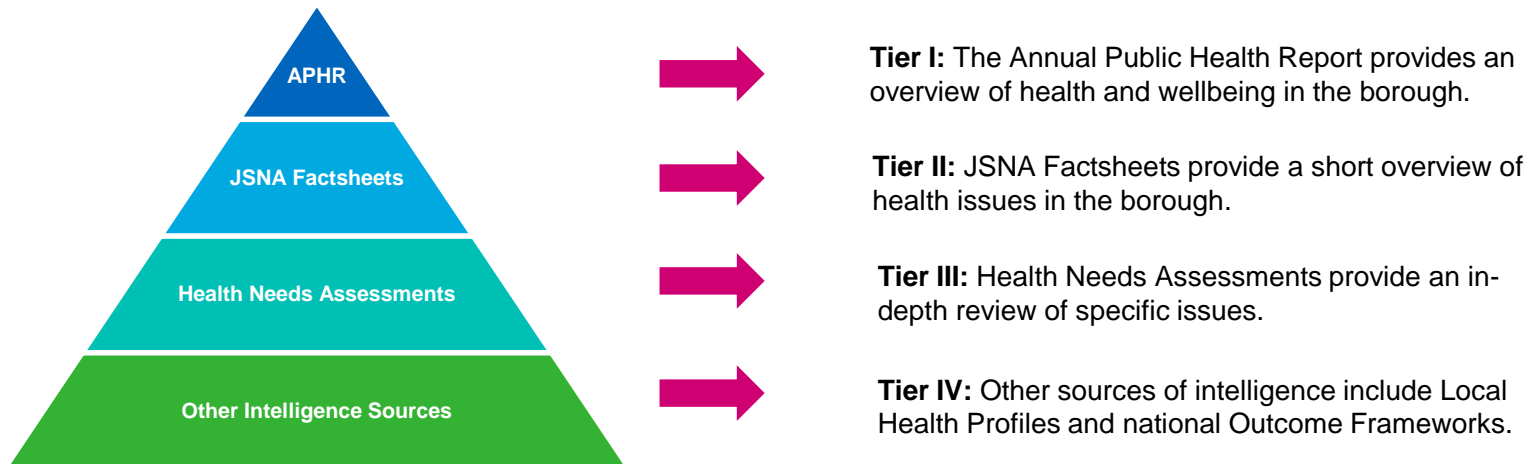 APHR
Tier I: The Annual Public Health Report provides an
overview of health and wellbeing in the borough.
JSNA Factsheets
Tier II: JSNA Factsheets provide a short overview of
health issues in the borough.
Health Needs Assessments
Tier III: Health Needs Assessments provide an in-
depth review of specific issues.
Other Intelligence Sources
Tier IV: Other sources of intelligence include Local
Health Profiles and national Outcome Frameworks.